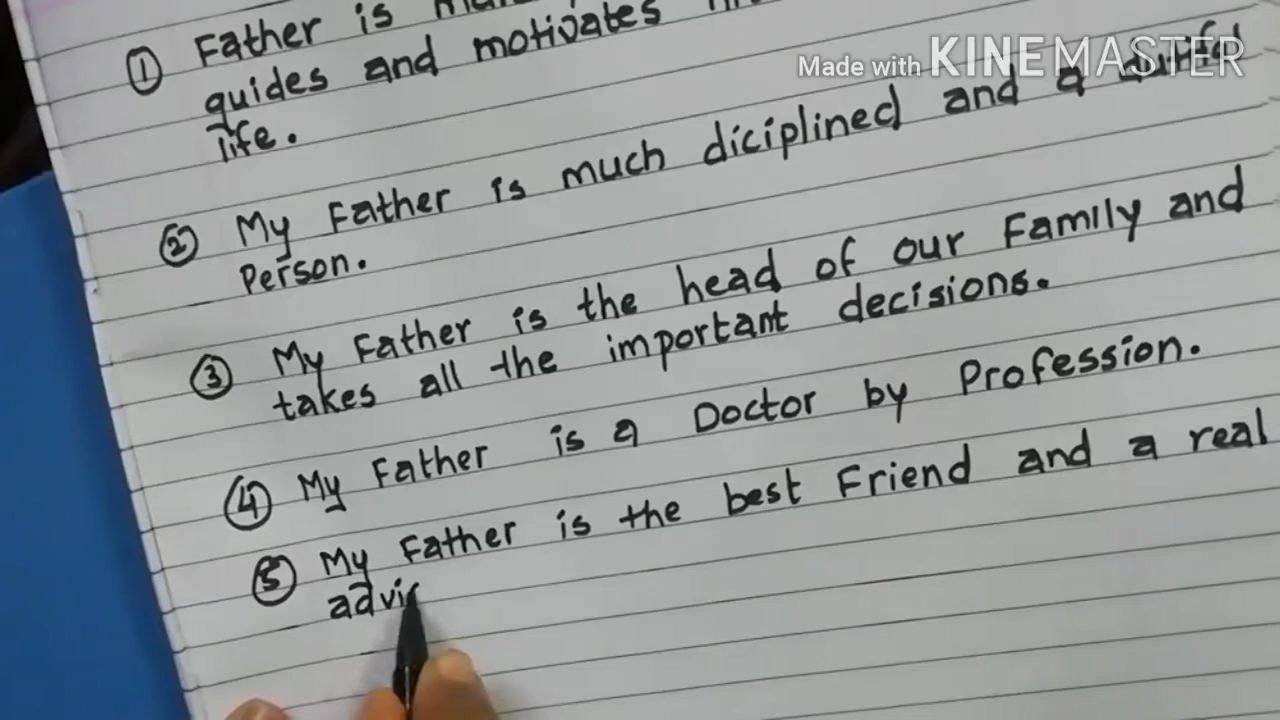 ① Father is
guides and motivates
life.
Made with KINEMASTER
② My Father is much diciplined and a
Person.
③ My Father is the head of our Family and
takes all the important decisions.
④ My Father is a Doctor by Profession.
⑤ My Father is the best Friend and a real